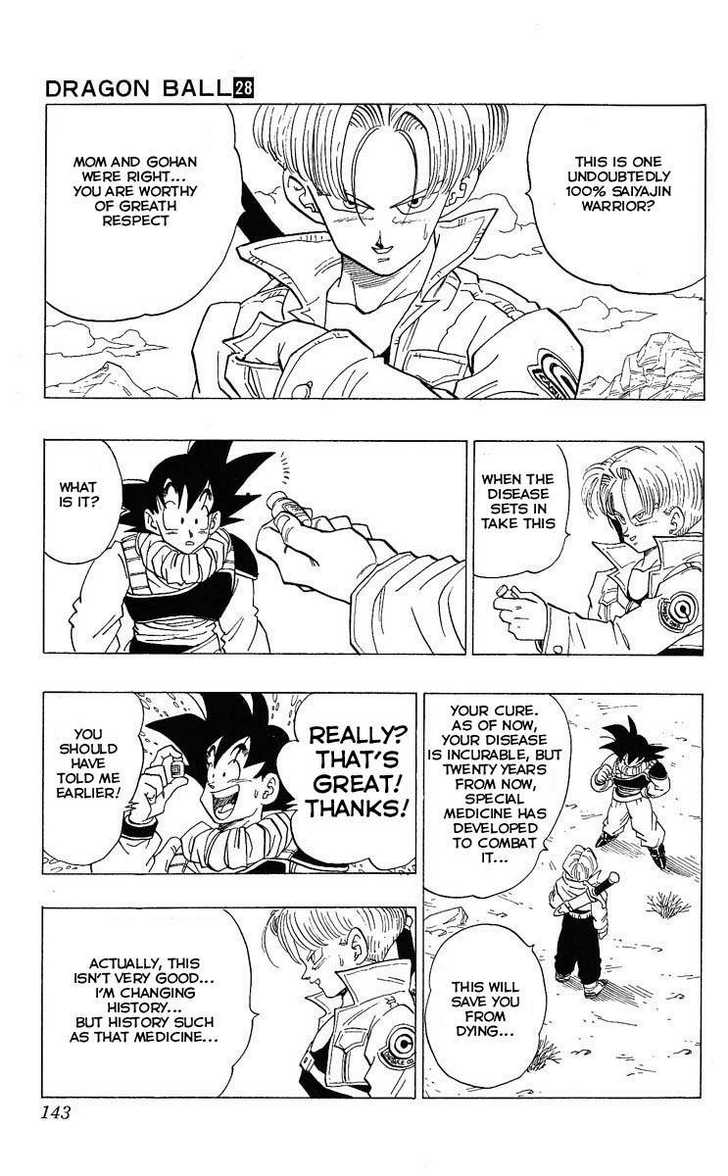 DRAGON BALL 28
THIS IS ONE
UNDOUBTEDLY
100% SAIYAJIN
WARRIOR?
MOM AND GOHAN
WERE RIGHT...
YOU ARE WORTHY
OF GREATH
RESPECT
WHEN THE
DISEASE
SETS IN
TAKE THIS
WHAT
IS IT?
YOUR CURE.
AS OF NOW,
YOUR DISEASE
IS INCURABLE, BUT
TWENTY YEARS
FROM NOW,
SPECIAL
MEDICINE HAS
DEVELOPED
TO COMBAT
IT...
THIS WILL
SAVE YOU
FROM
DYING...
REALLY?
THAT'S
GREAT!
THANKS!
YOU
SHOULD
HAVE
TOLD ME
EARLIER!
ACTUALLY, THIS
ISN'T VERY GOOD...
I'M CHANGING
HISTORY...
BUT HISTORY SUCH
AS THAT MEDICINE...
143